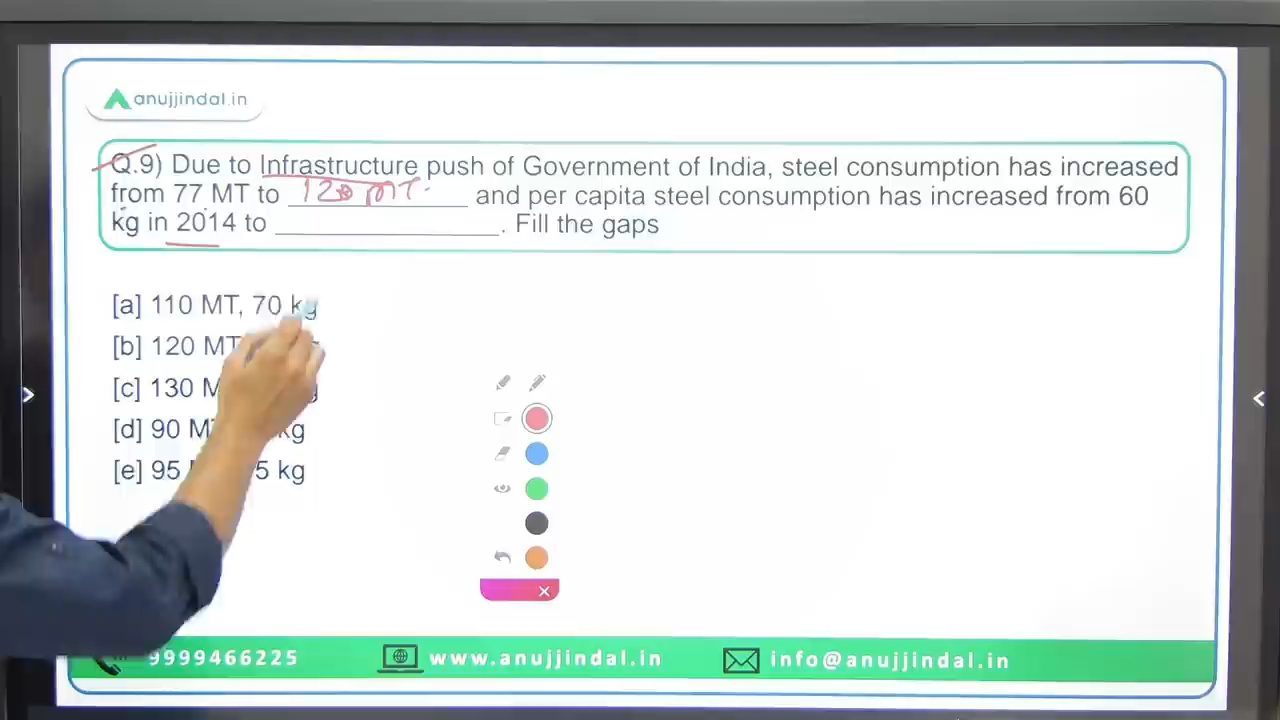 anujjindal.in
Q.9) Due to Infrastructure push of Government of India, steel consumption has increased
from 77 MT to 120 MT. and per capita steel consumption has increased from 60
kg in 2014 to ____________. Fill the gaps
[a] 110 MT, 70 kg
[b] 120 MT
[c] 130
[d] 90 kg
[e] 95 5 kg
9999466225 www.anujjindal.in info@anujjindal.in